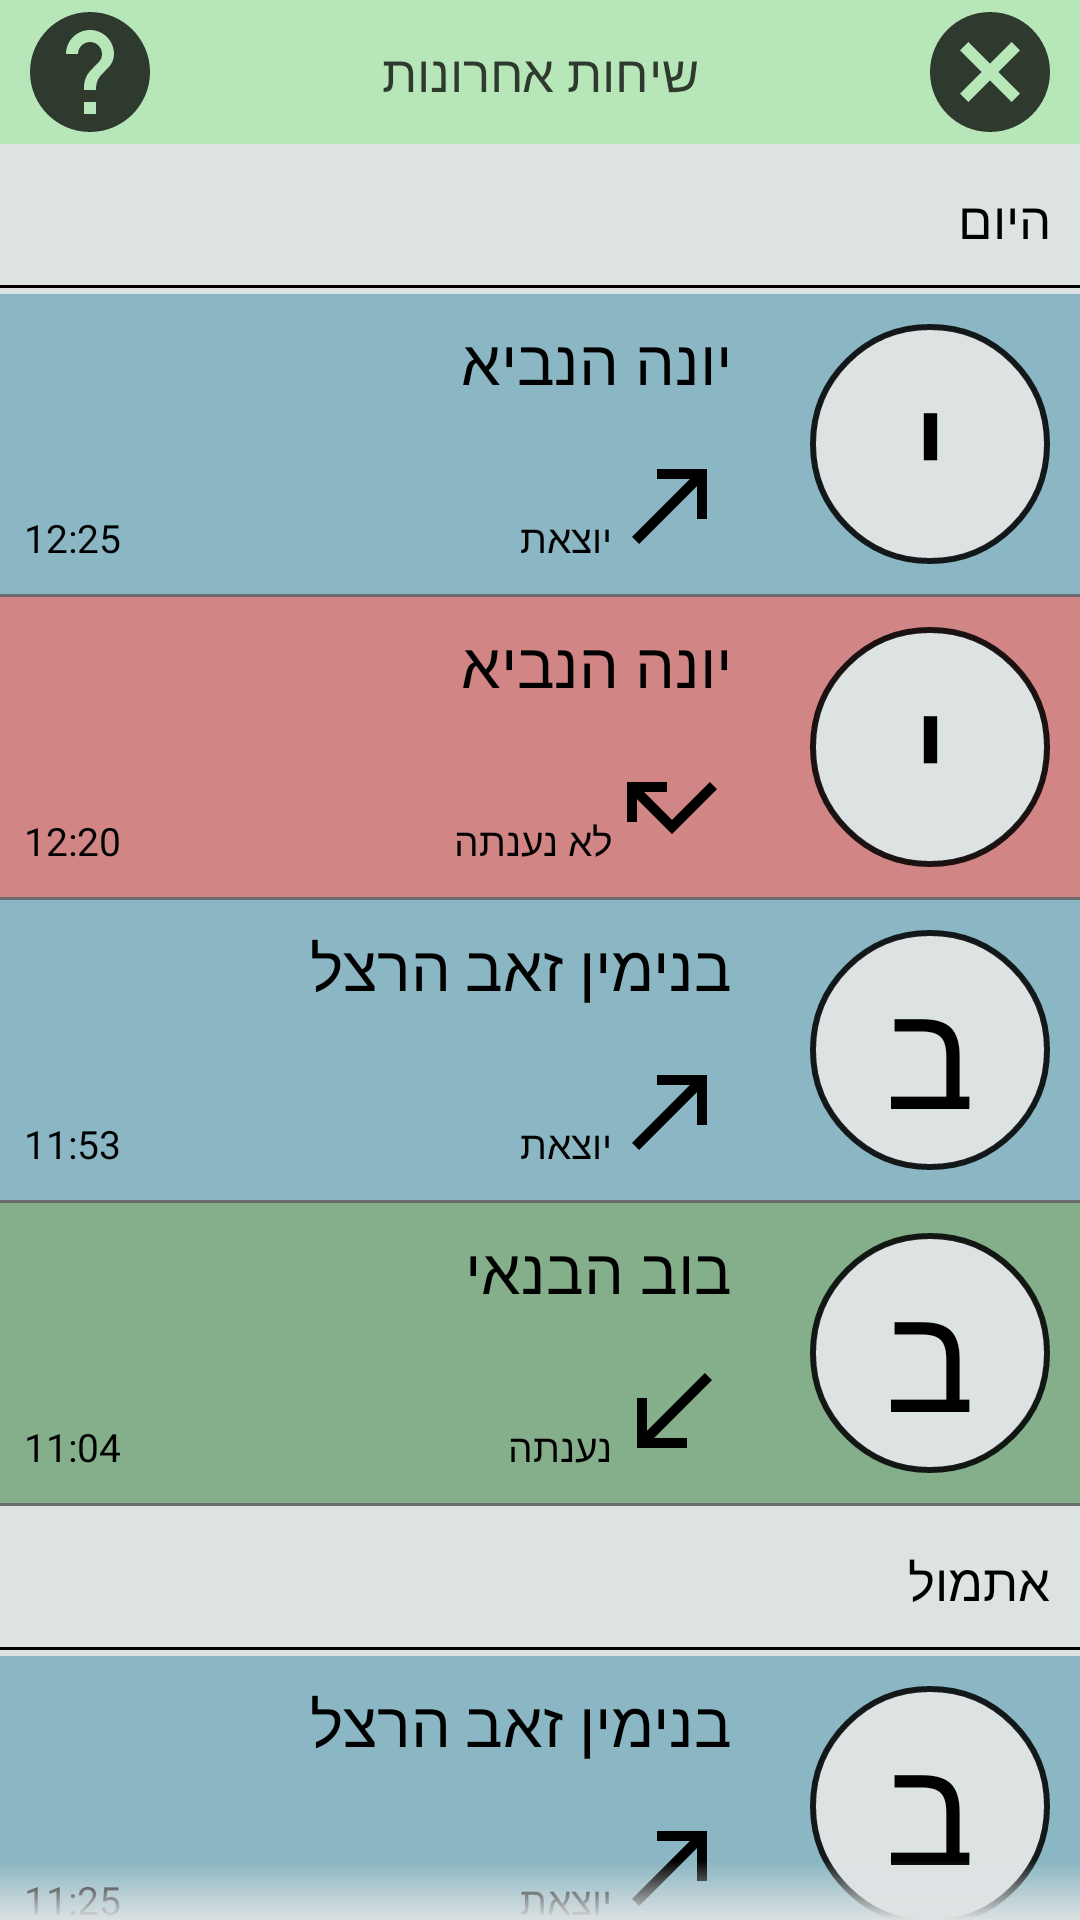 שיחות אחרונות
היום
י
יונה הנביא
יוצאת
12:25
י
יונה הנביא
לא נענתה
12:20
ב
בנימין זאב הרצל
יוצאת
11:53
ב
בוב הבנאי
נענתה
11:04
אתמול
ב
בנימין זאב הרצל
יוצאת
11:25